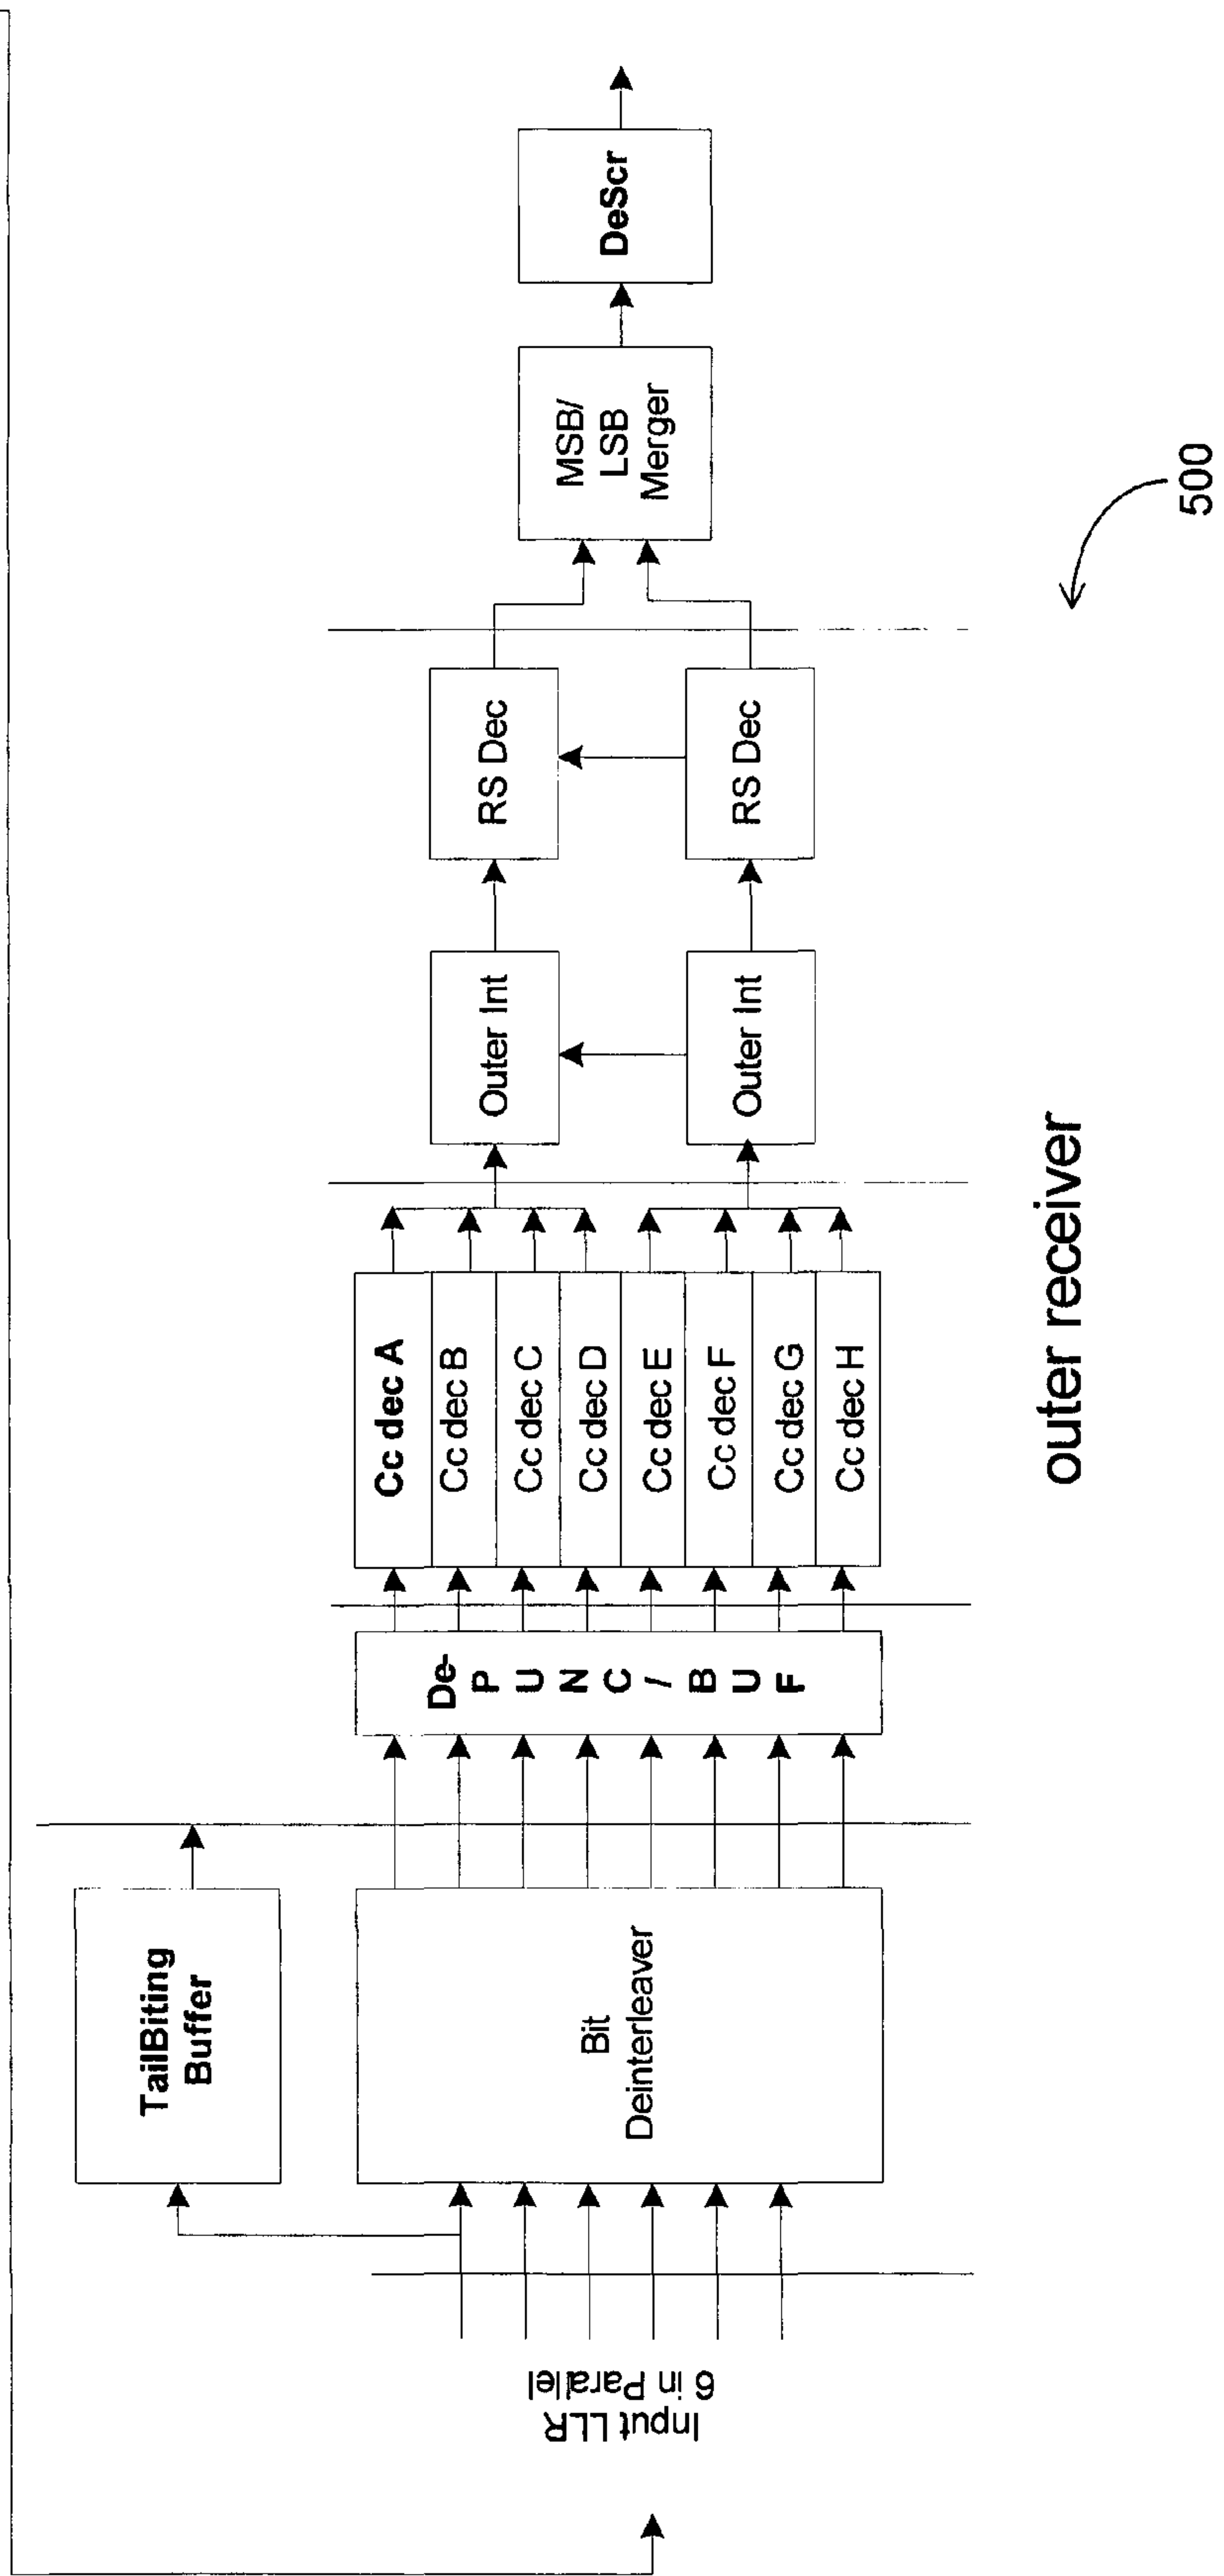 Input LLR
6 in Parallel
TailBiting
Buffer
Bit
Deinterleaver
De-
P
U
N
C
/
B
U
F
Cc dec A
Cc dec B
Cc dec C
Cc dec D
Cc dec E
Cc dec F
Cc dec G
Cc dec H
Outer Int
Outer Int
RS Dec
RS Dec
MSB/
LSB
Merger
DeScr
outer receiver
500